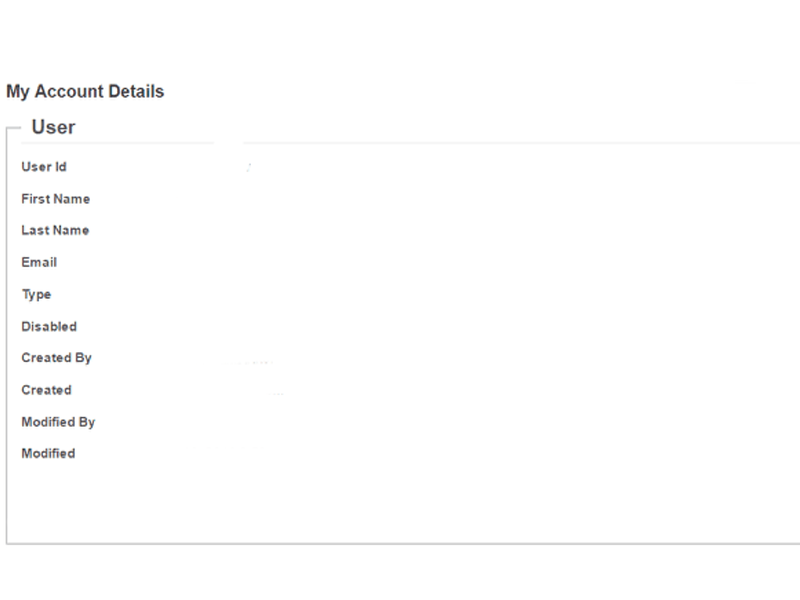 My Account Details
User
User Id
First Name
Last Name
Email
Type
Disabled
Created By
Created
Modified By
Modified